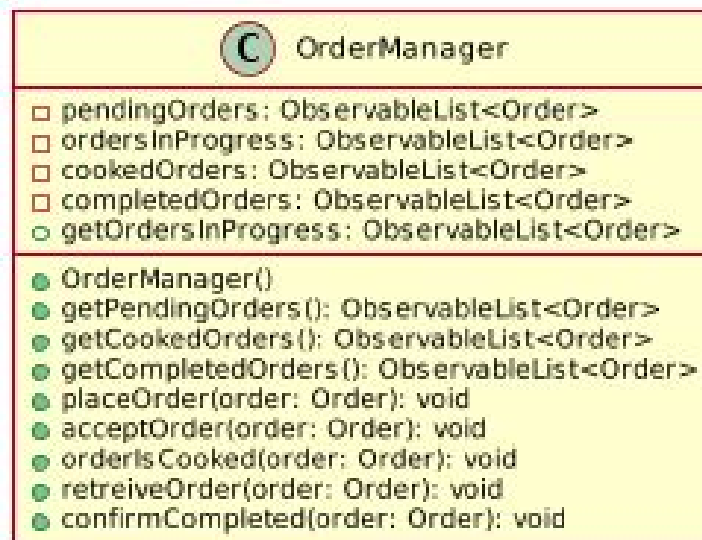 C OrderManager
pendingOrders: ObservableList<Order>
ordersInProgress: ObservableList<Order>
cookedOrders: ObservableList<Order>
completedOrders: ObservableList<Order>
getOrdersInProgress: ObservableList<Order>
OrderManager()
getPendingOrders(): ObservableList<Order>
getCookedOrders(): ObservableList<Order>
getCompletedOrders(): ObservableList<Order>
placeOrder(order: Order): void
acceptOrder(order: Order): void
orderIsCooked(order: Order): void
retreiveOrder(order: Order): void
confirmCompleted(order: Order): void